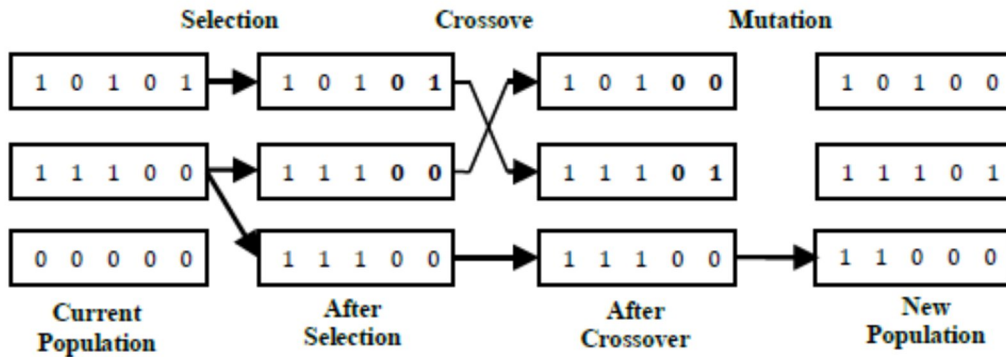 Selection Crossove Mutation
1 0 1 0 1 1 0 1 0 1 1 0 1 0 0 1 0 1 0 0
1 1 1 0 0 1 1 1 0 0 1 1 1 0 1 1 1 1 0 1
0 0 0 0 0 1 1 1 0 0 1 1 1 0 0 1 1 0 0 0
Current After After New
Population Selection Crossover Population